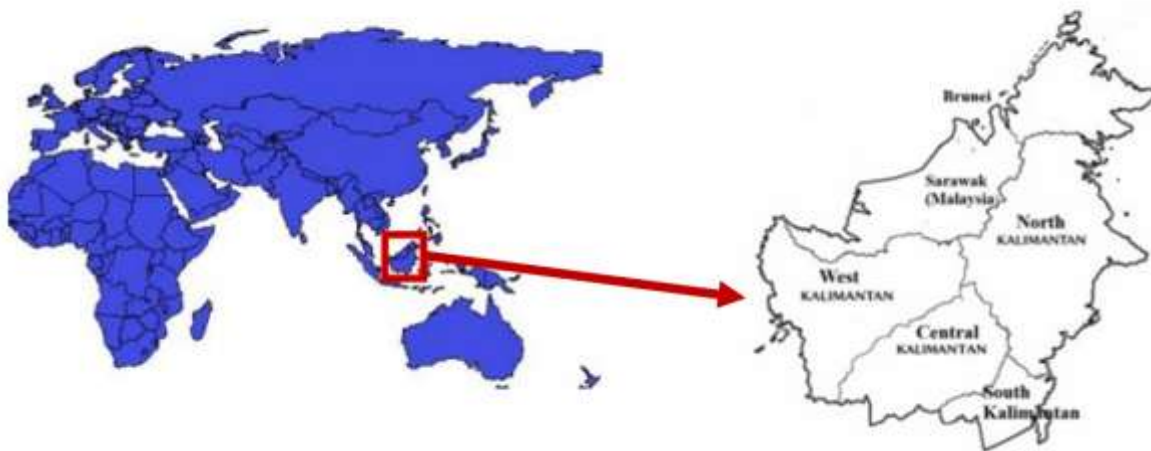 Brunei
Sarawak
(Malaysia)
North
KALIMANTAN
West
KALIMANTAN
Central
KALIMANTAN
South
Kalimantan